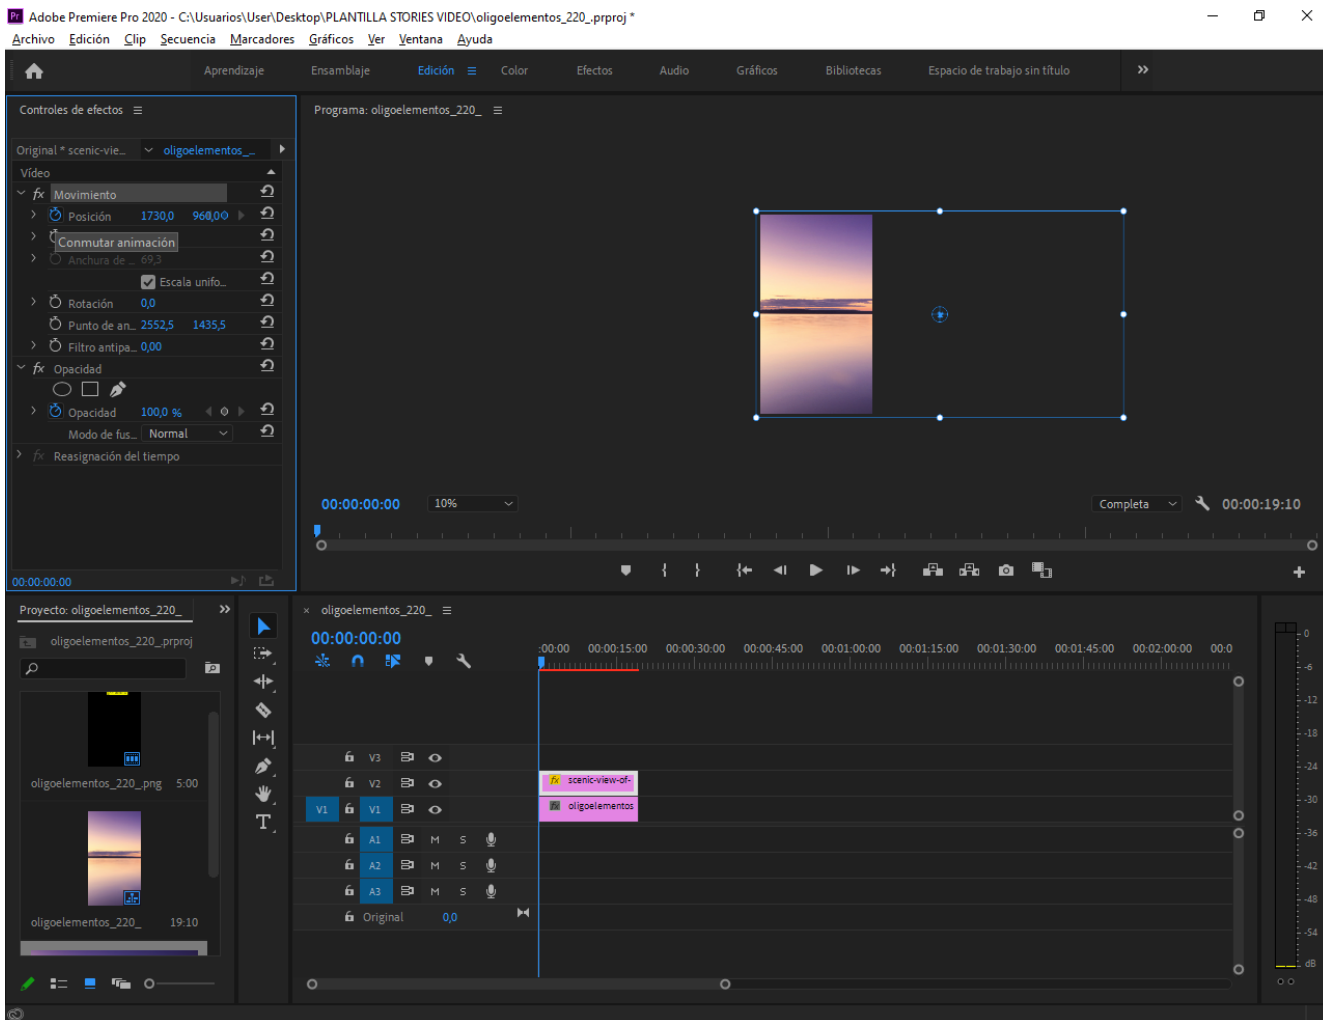 Pr Adobe Premiere Pro 2020 - C:\Usuarios\User\Desktop\PLANTILLA STORIES VIDEO\oligoelementos_220_.prproj *
Archivo Edición Clip Secuencia Marcadores Gráficos Ver Ventana Ayuda
Aprendizaje Ensamblaje Edición Color Efectos Audio Gráficos Bibliotecas Espacio de trabajo sin título
Controles de efectos
Programa: oligoelementos_220_
Original * scenic-vie... oligoelementos_...
Vídeo
fx Movimiento
Posición 1730,0 960,0
Conmutar animación
Anchura de ... 69,3
Escala unifo...
Rotación 0,0
Punto de an... 2552,5 1435,5
Filtro antipa... 0,00
fx Opacidad
Opacidad 100,0 %
Modo de fus... Normal
fx Reasignación del tiempo
00:00:00:00 10% Completa 00:00:19:10
00:00:00:00
Proyecto: oligoelementos_220_
oligoelementos_220_.prproj
oligoelementos_220_.png 5:00
oligoelementos_220_ 19:10
T
× oligoelementos_220_
00:00:00:00
:00:00 00:00:15:00 00:00:30:00 00:00:45:00 00:01:00:00 00:01:15:00 00:01:30:00 00:01:45:00 00:02:00:00 00:0
V3
V2 fx scenic-view-of-
V1 V1 fx oligoelementos
A1 M S
A2 M S
A3 M S
Original 0,0
0
-6
-12
-18
-24
-30
-36
-42
-48
-54
dB